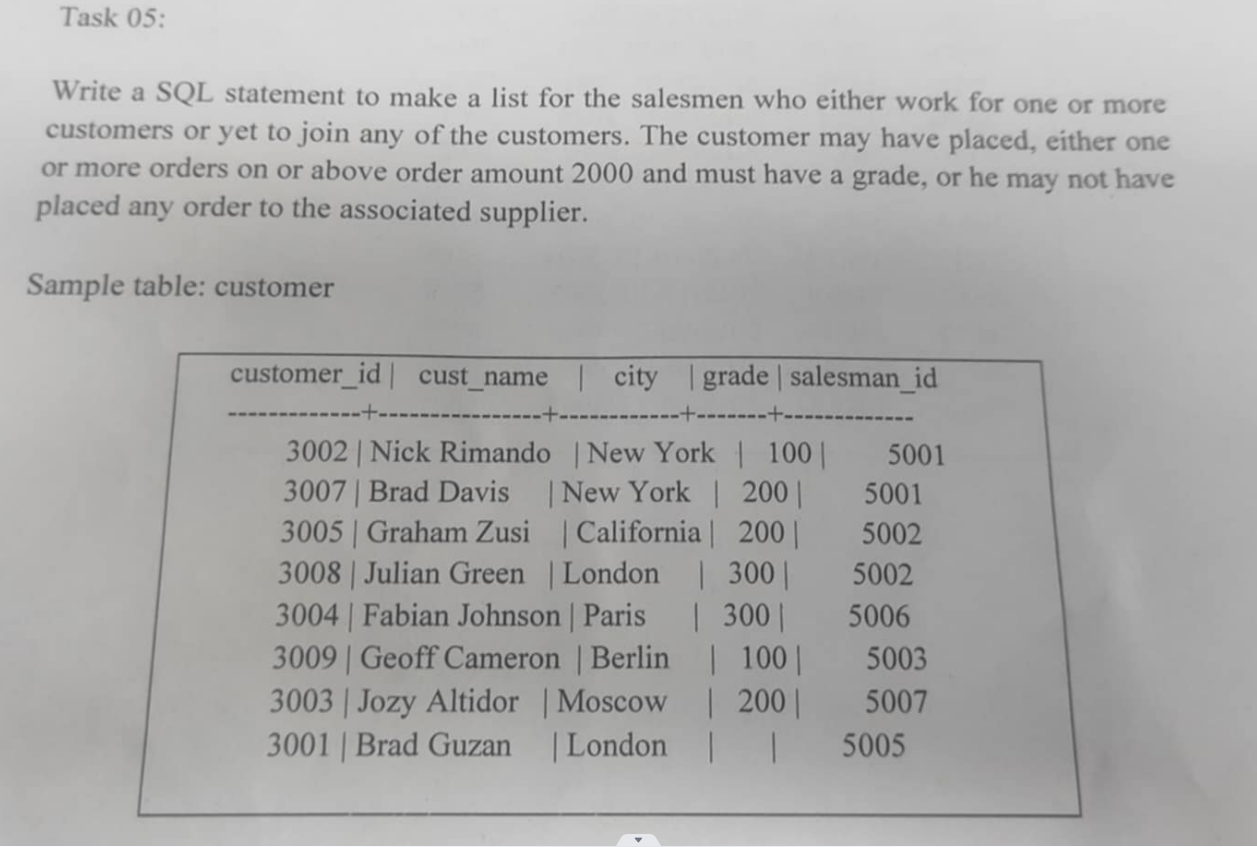 Task 05:
Write a SQL statement to make a list for the salesmen who either work for one or more
customers or yet to join any of the customers. The customer may have placed, either one
or more orders on or above order amount 2000 and must have a grade, or he may not have
placed any order to the associated supplier.
Sample table: customer
customer_id | cust_name | city | grade | salesman_id
-------------+----------------+------------+-------+-------------
3002 | Nick Rimando | New York | 100 | 5001
3007 | Brad Davis | New York | 200 | 5001
3005 | Graham Zusi | California | 200 | 5002
3008 | Julian Green | London | 300 | 5002
3004 | Fabian Johnson | Paris | 300 | 5006
3009 | Geoff Cameron | Berlin | 100 | 5003
3003 | Jozy Altidor | Moscow | 200 | 5007
3001 | Brad Guzan | London | | 5005